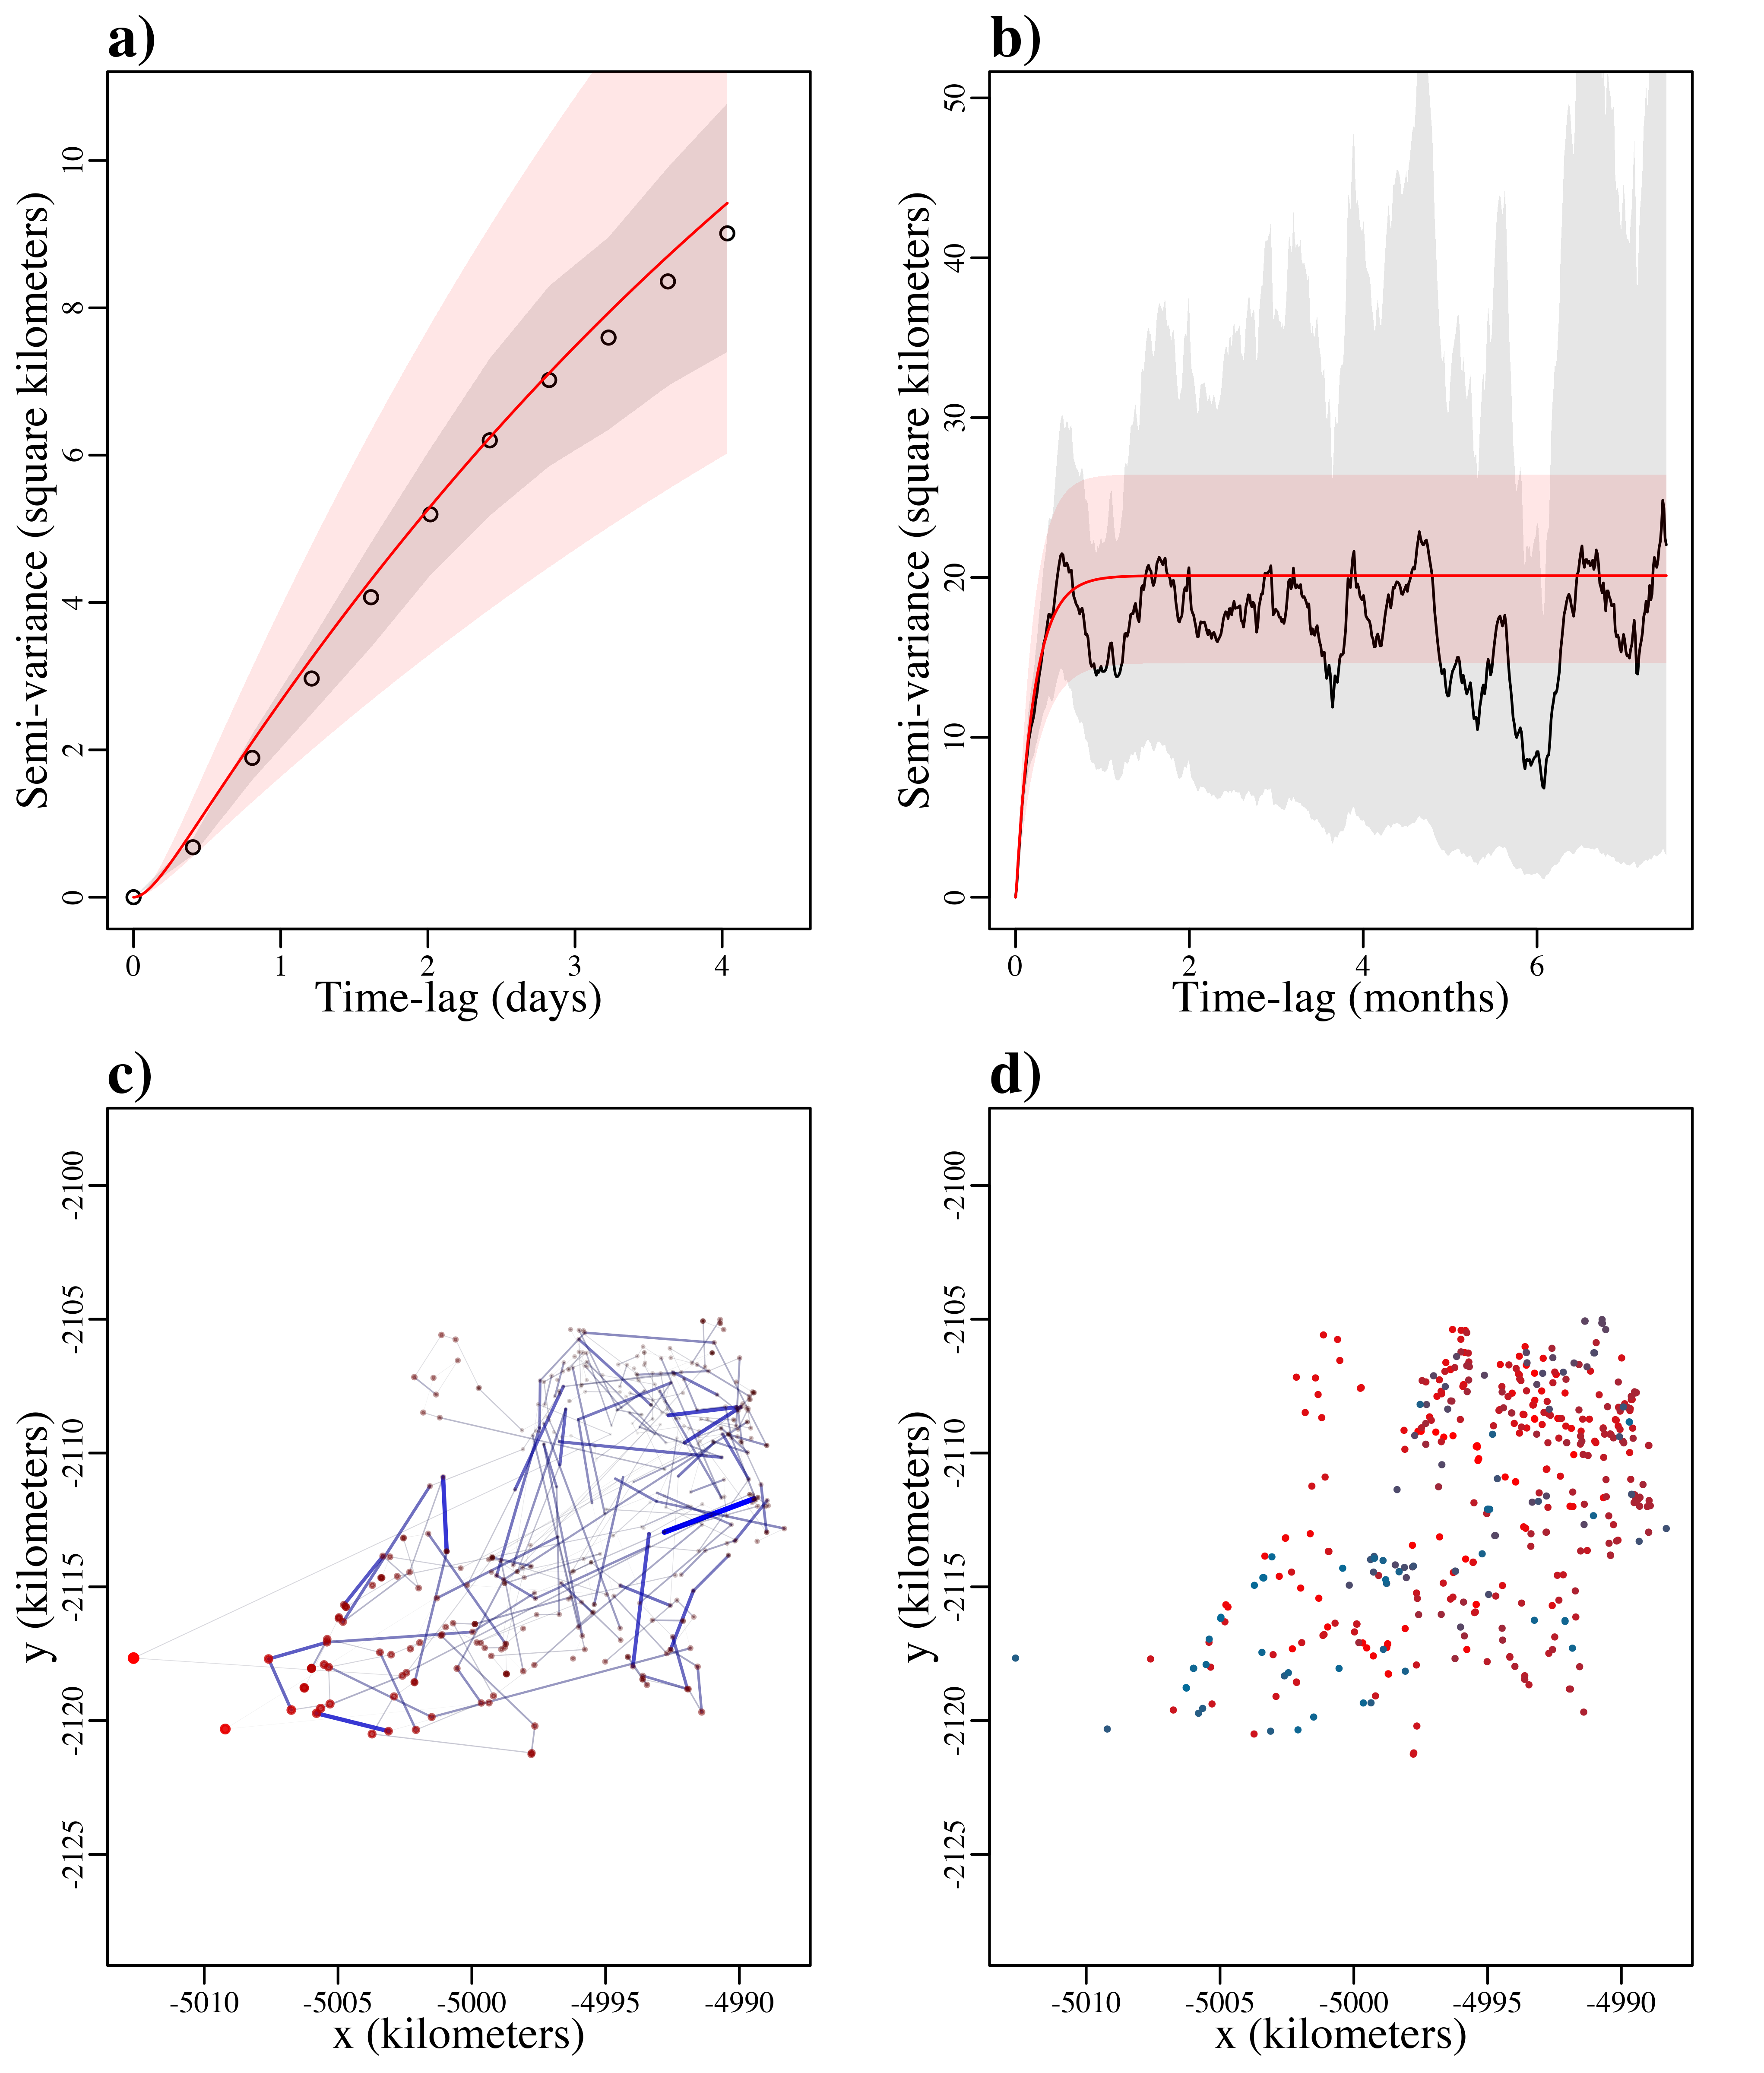 a)
Semi-variance (square kilometers)
0 2 4 6 8 10
0 1 2 3 4
Time-lag (days)
b)
Semi-variance (square kilometers)
0 10 20 30 40 50
0 2 4 6
Time-lag (months)
c)
y (kilometers)
-2125 -2120 -2115 -2110 -2105 -2100
-5010 -5005 -5000 -4995 -4990
x (kilometers)
d)
y (kilometers)
-2125 -2120 -2115 -2110 -2105 -2100
-5010 -5005 -5000 -4995 -4990
x (kilometers)